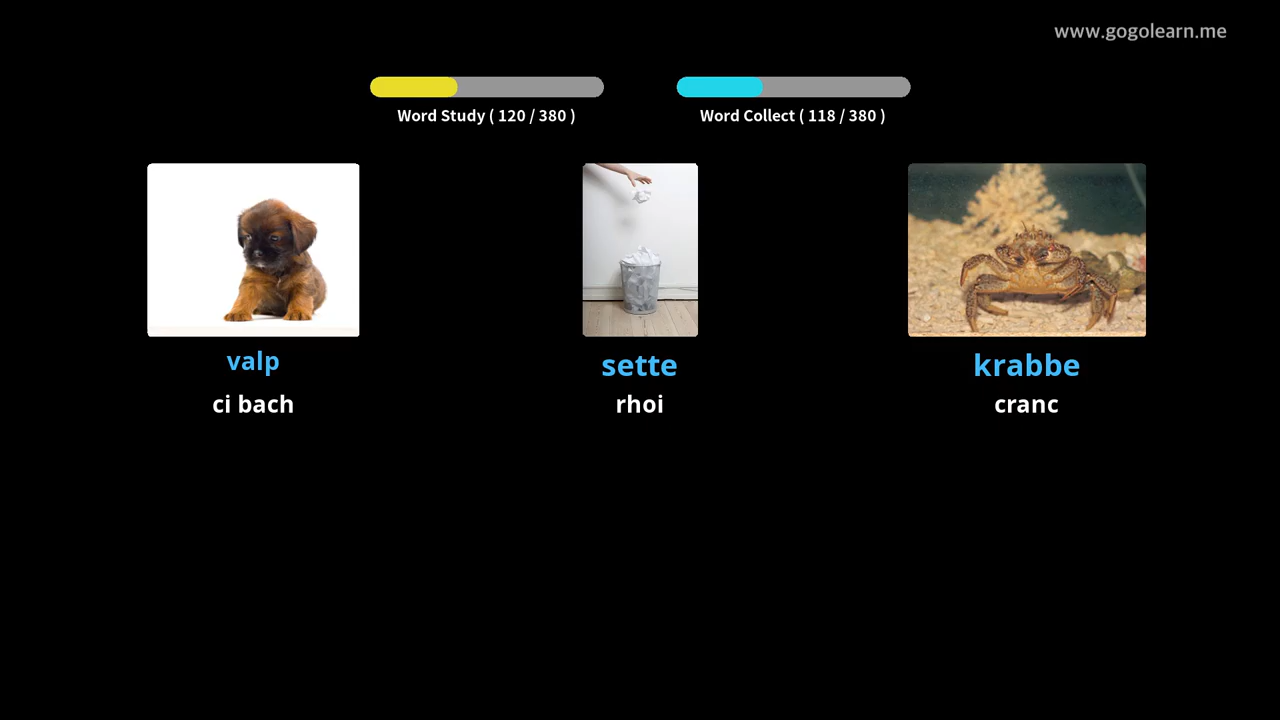 www.gogolearn.me
Word Study ( 120 / 380 )
Word Collect ( 118 / 380 )
valp
ci bach
sette
rhoi
krabbe
cranc